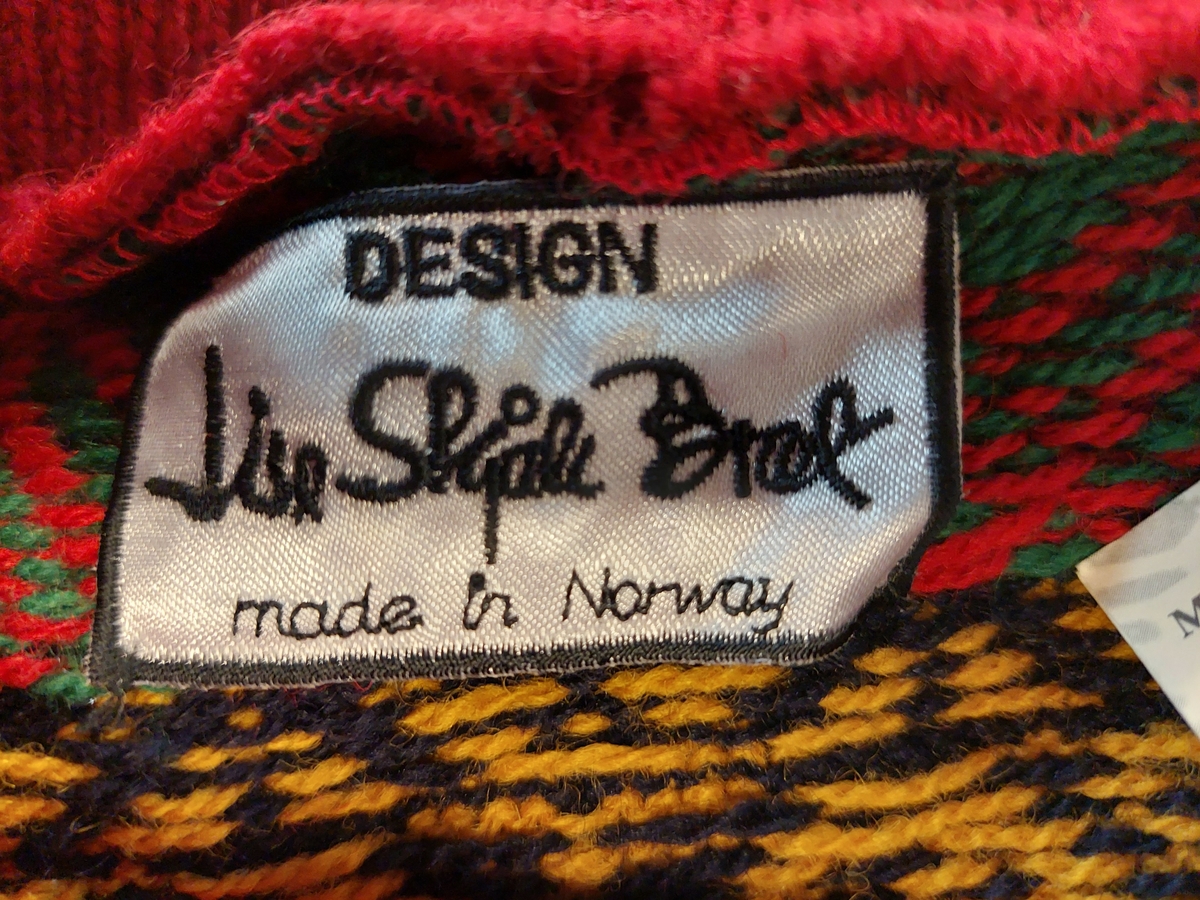 DESIGN
Lise Skjåk Bræk
made in Norway
N